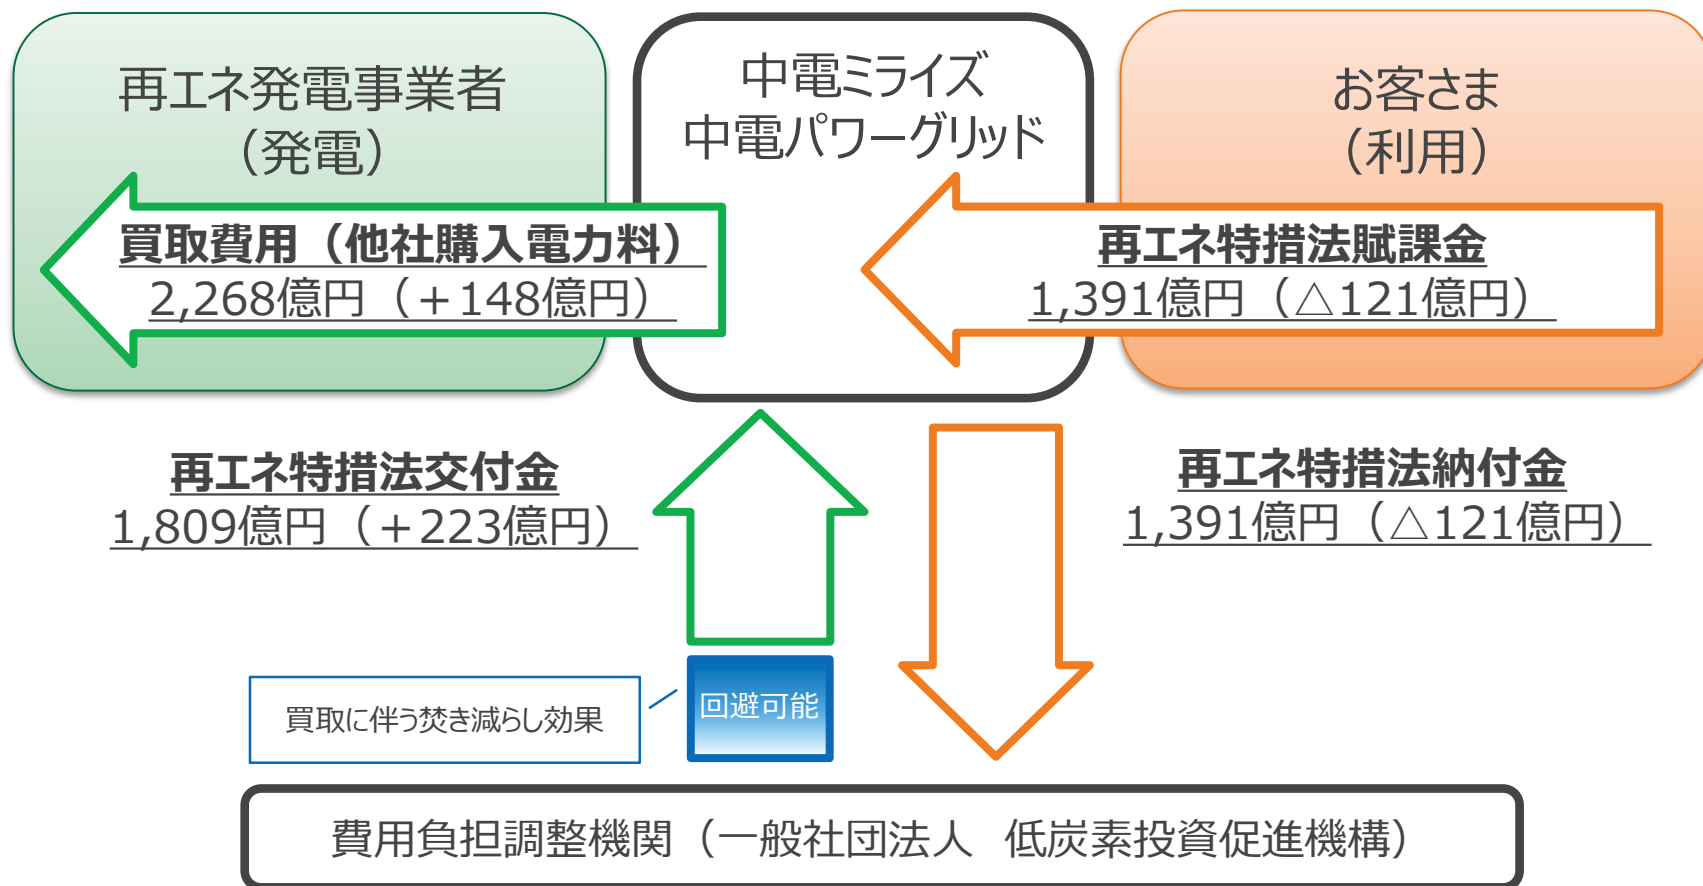 再エネ発電事業者
（発電）
中電ミライズ
中電パワーグリッド
お客さま
（利用）
買取費用（他社購入電力料）
2,268億円（＋148億円）
再エネ特措法賦課金
1,391億円（△121億円）
再エネ特措法交付金
1,809億円（＋223億円）
再エネ特措法納付金
1,391億円（△121億円）
買取に伴う焚き減らし効果
回避可能
費用負担調整機関（一般社団法人　低炭素投資促進機構）